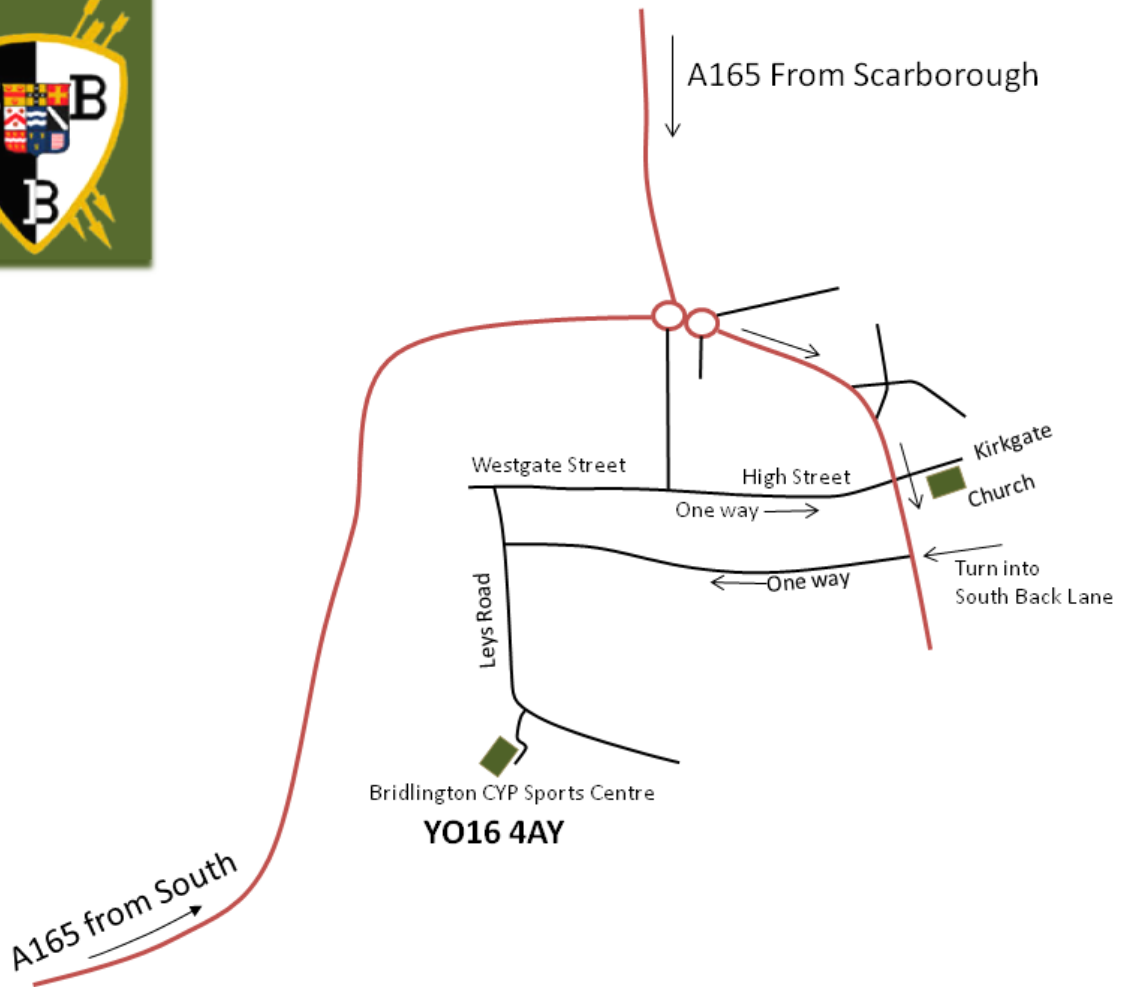 B
B
A165 From Scarborough
Westgate Street
High Street
Kirkgate
Church
One way
One way
Turn into
South Back Lane
Leys Road
Bridlington CYP Sports Centre
YO16 4AY
A165 from South